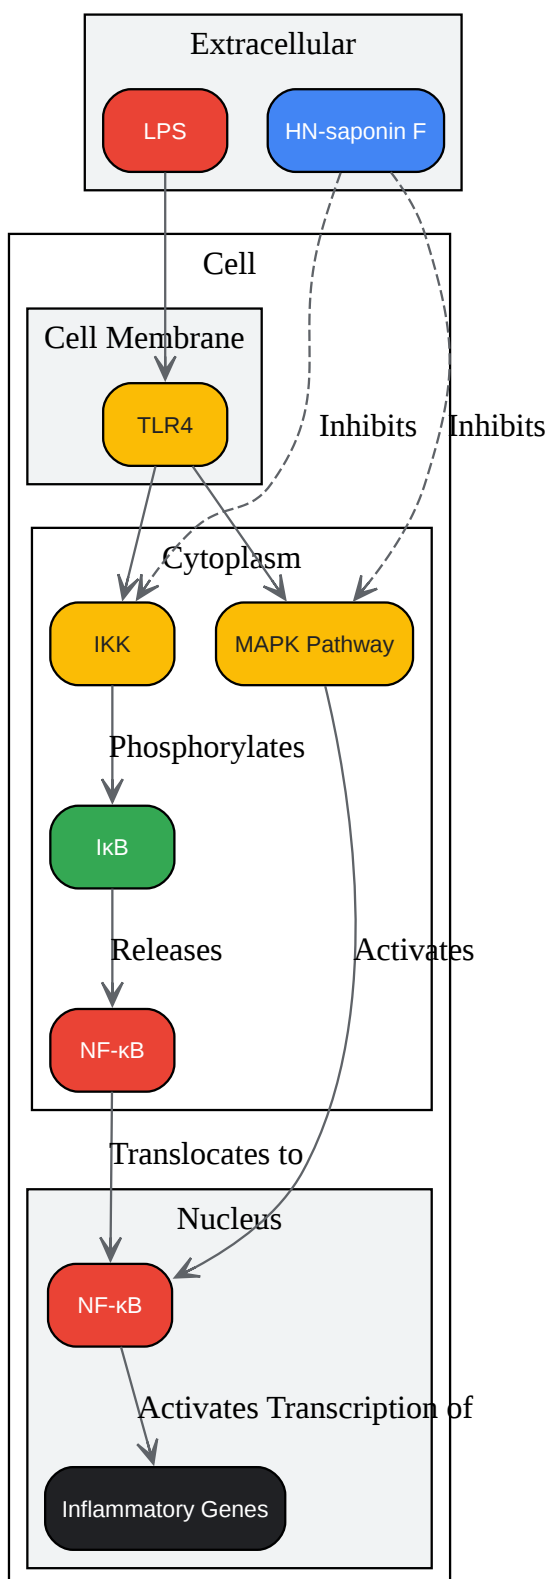 Extracellular
LPS
HN-saponin F
Cell
Cell Membrane
TLR4
Inhibits
Inhibits
Cytoplasm
IKK
MAPK Pathway
Phosphorylates
IκB
Releases
Activates
NF-κB
Translocates to
Nucleus
NF-κB
Activates Transcription of
Inflammatory Genes